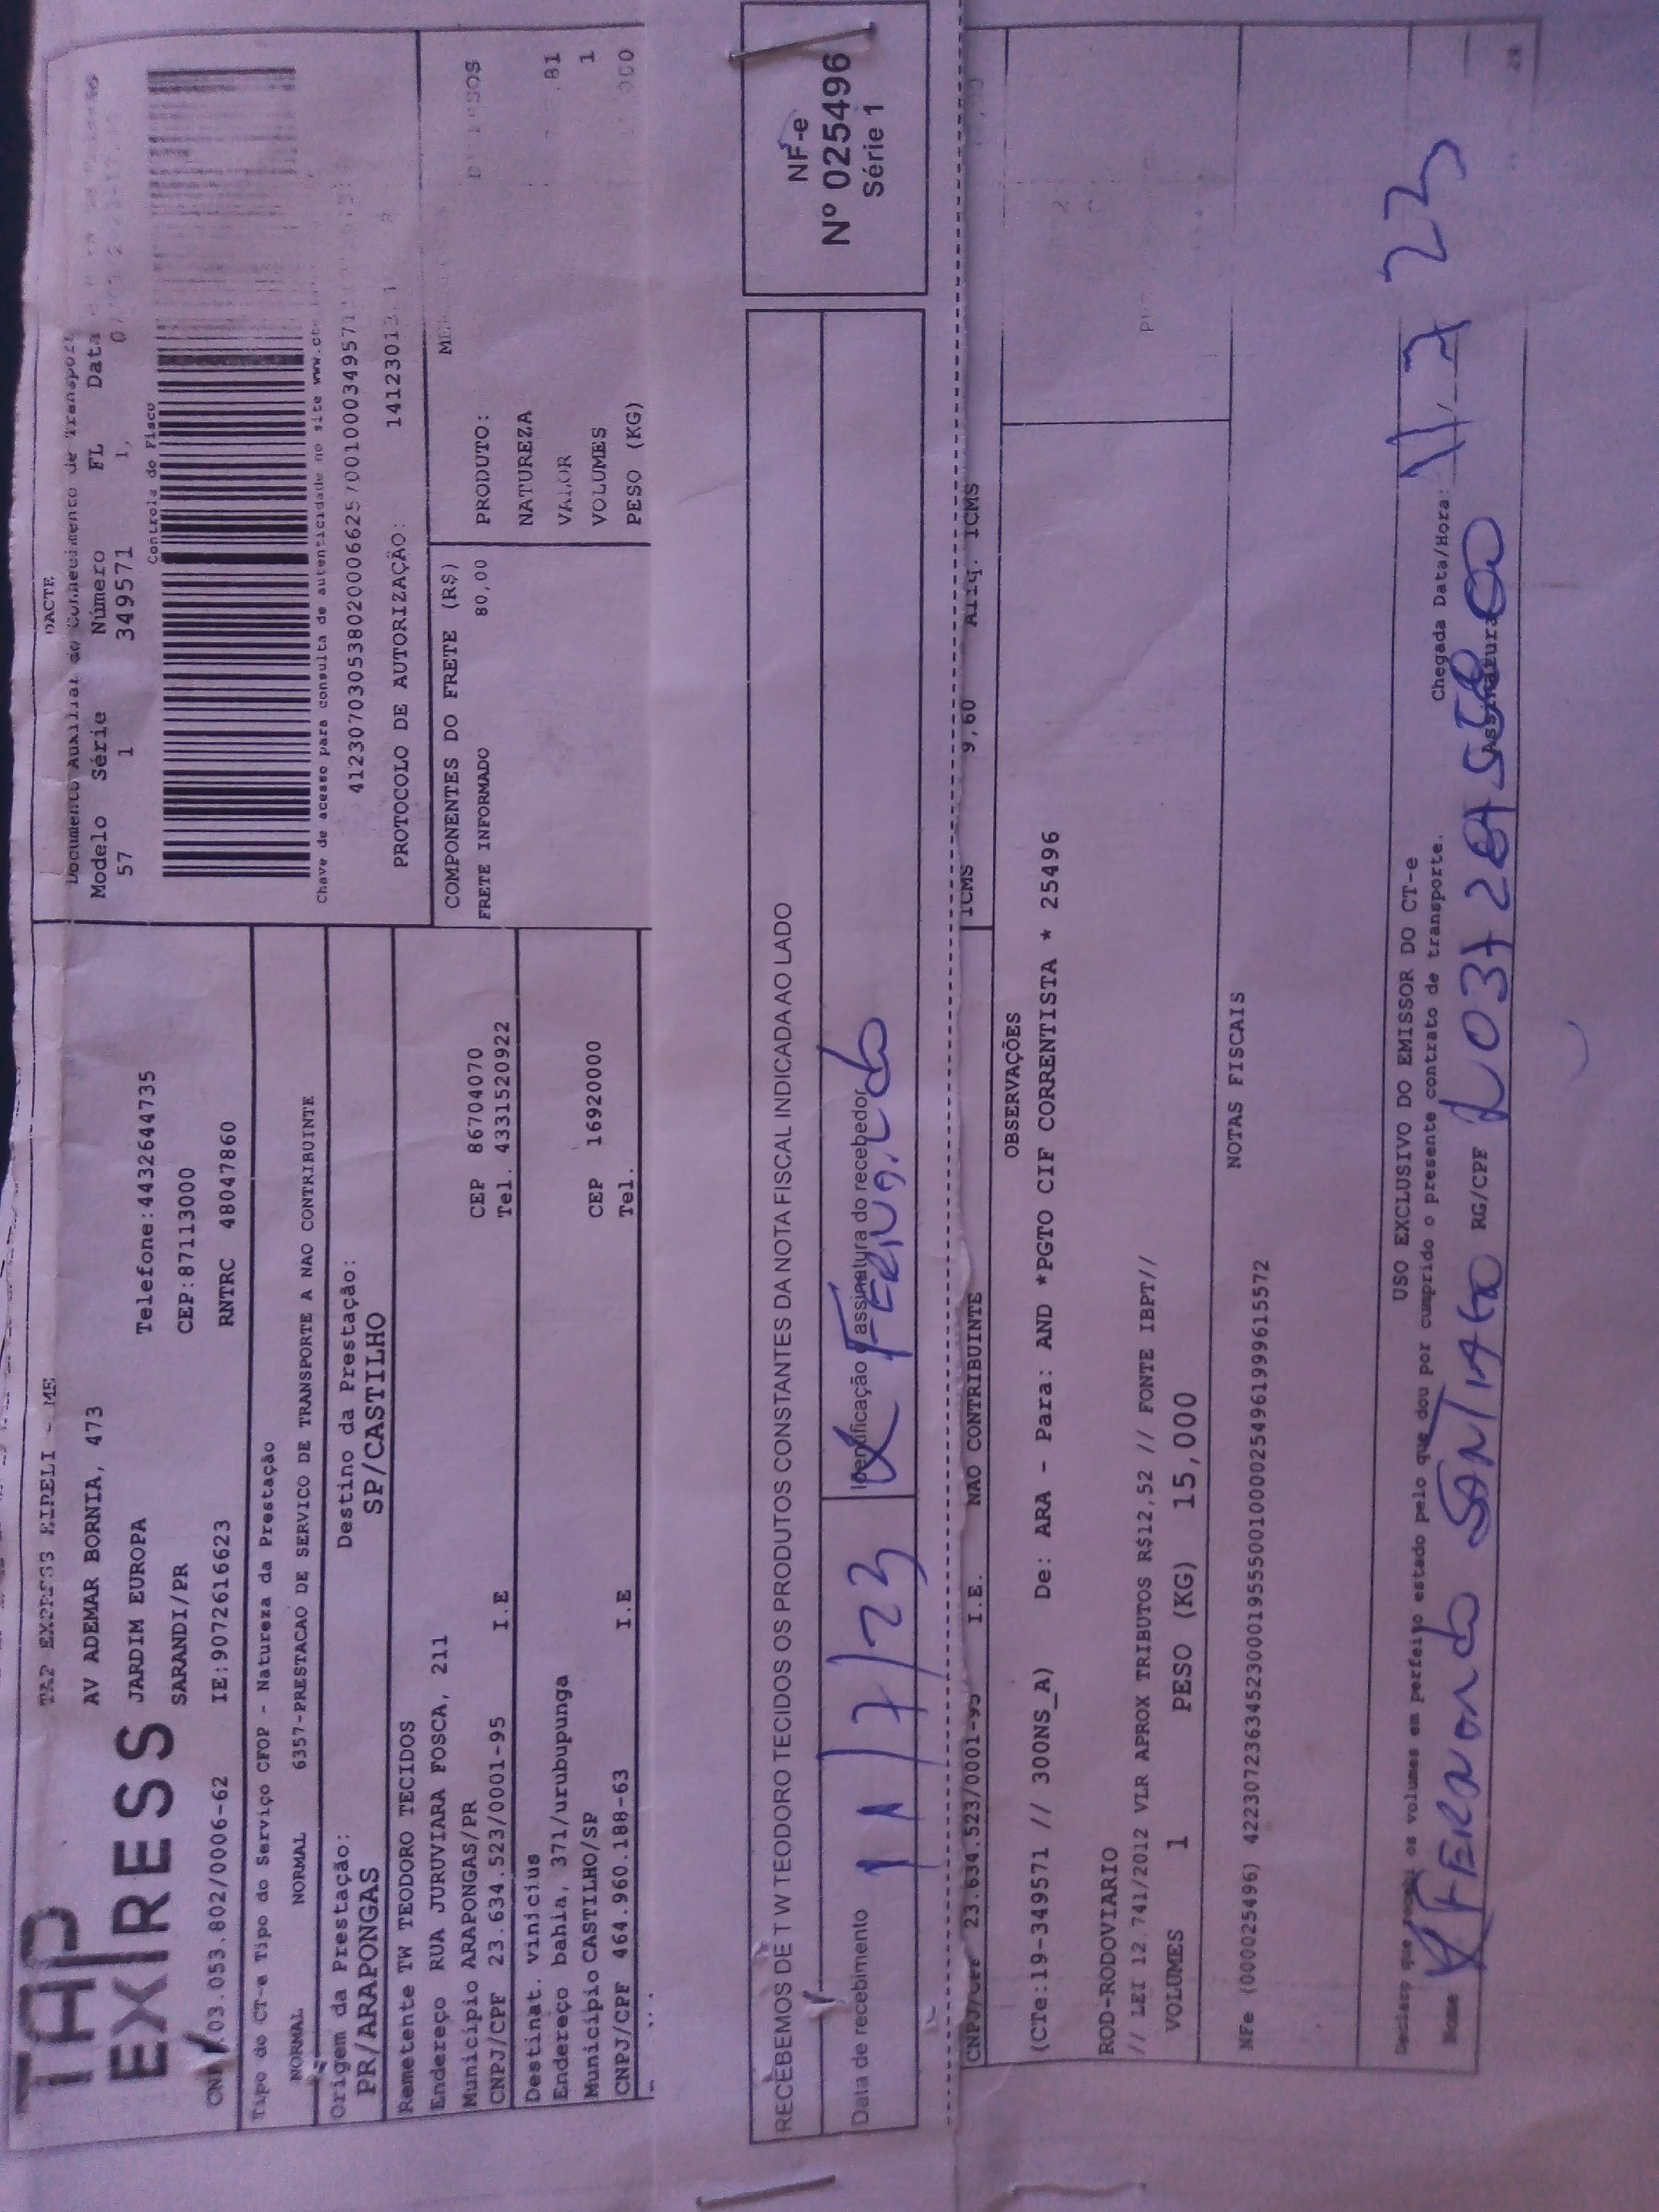 TAP
EXPRESS
TAP EXPRESS EIRELI - ME
AV ADEMAR BORNIA, 473
JARDIM EUROPA Telefone:4432644735
SARANDI/PR CEP:87113000
03.053.802/0006-62 IE:9072616623 RNTRC 48047860
Tipo do CT-e Tipo do Serviço CFOP - Natureza da Prestação
NORMAL NORMAL 6357-PRESTACAO DE SERVICO DE TRANSPORTE A NAO CONTRIBUINTE
Origem da Prestação: Destino da Prestação:
PR/ARAPONGAS SP/CASTILHO
Remetente TW TEODORO TECIDOS
Endereço RUA JURUVIARA FOSCA, 211
Município ARAPONGAS/PR CEP 86704070
CNPJ/CPF 23.634.523/0001-95 I.E Tel. 4331520922
Destinat. vinicius
Endereço bahia, 371/urubupunga
Município CASTILHO/SP CEP 16920000
CNPJ/CPF 464.960.188-63 I.E Tel.
DACTE
Documento Auxiliar do Conhecimento de Transporte
Modelo Série Número FL Data
57 1 349571 1,
Controle do Fisco
Chave de acesso para consulta de autenticidade no site www.ct
PROTOCOLO DE AUTORIZAÇÃO:
COMPONENTES DO FRETE (R$)
FRETE INFORMADO 80,00
PRODUTO:
NATUREZA
VALOR 81
VOLUMES 1
PESO (KG) 000
RECEBEMOS DE T W TEODORO TECIDOS OS PRODUTOS CONSTANTES DA NOTA FISCAL INDICADA AO LADO
Data de recebimento 11/7/23
Identificação e assinatura do recebedor
NF-e
Nº 025496
Série 1
CNPJ/CPF 23.634.523/0001-95 I.E. NAO CONTRIBUINTE ICMS 9,60 Aliq. ICMS
OBSERVAÇÕES
(CTe:19-349571 // 300NS_A) De: ARA - Para: AND *PGTO CIF CORRENTISTA * 25496
ROD-RODOVIARIO
// LEI 12.741/2012 VLR APROX TRIBUTOS R$12,52 // FONTE IBPT//
VOLUMES 1 PESO (KG) 15,000
NOTAS FISCAIS
NFe (000025496) 42230723634523000195550010000254961999615572
USO EXCLUSIVO DO EMISSOR DO CT-e
Declaro que recebi os volumes em perfeito estado pelo que dou por cumprido o presente contrato de transporte.
Nome FERNANDO SANTIAGO RG/CPF
Assinatura
Chegada Data/Hora: 11/7 23